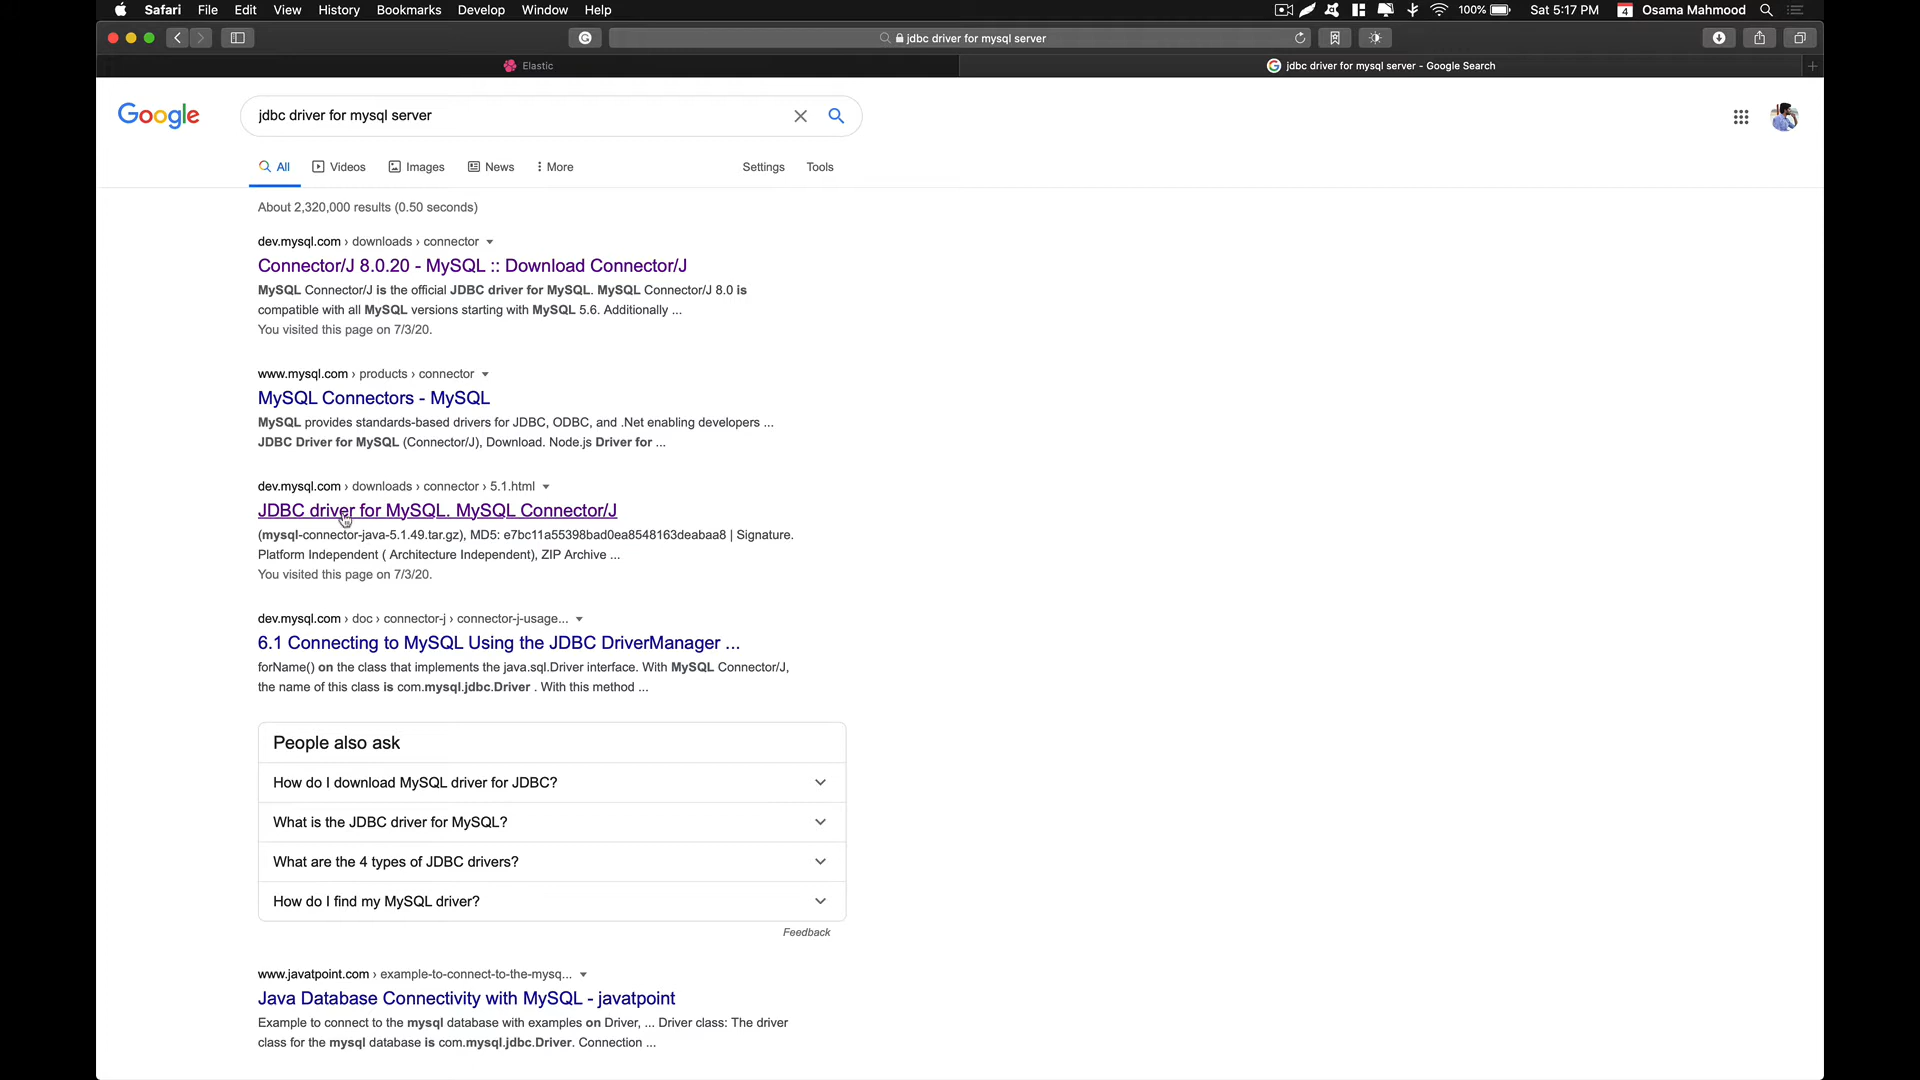 Safari File Edit View History Bookmarks Develop Window Help 100% Sat 5:17 PM 4 Osama Mahmood
jdbc driver for mysql server
Elastic
jdbc driver for mysql server - Google Search
Google
jdbc driver for mysql server
All Videos Images News More Settings Tools
About 2,320,000 results (0.50 seconds)
dev.mysql.com › downloads › connector
Connector/J 8.0.20 - MySQL :: Download Connector/J
MySQL Connector/J is the official JDBC driver for MySQL. MySQL Connector/J 8.0 is
compatible with all MySQL versions starting with MySQL 5.6. Additionally ...
You visited this page on 7/3/20.
www.mysql.com › products › connector
MySQL Connectors - MySQL
MySQL provides standards-based drivers for JDBC, ODBC, and .Net enabling developers ...
JDBC Driver for MySQL (Connector/J), Download. Node.js Driver for ...
dev.mysql.com › downloads › connector › 5.1.html
JDBC driver for MySQL. MySQL Connector/J
(mysql-connector-java-5.1.49.tar.gz), MD5: e7bc11a55398bad0ea8548163deabaa8 | Signature.
Platform Independent ( Architecture Independent), ZIP Archive ...
You visited this page on 7/3/20.
dev.mysql.com › doc › connector-j › connector-j-usage...
6.1 Connecting to MySQL Using the JDBC DriverManager ...
forName() on the class that implements the java.sql.Driver interface. With MySQL Connector/J,
the name of this class is com.mysql.jdbc.Driver . With this method ...
People also ask
How do I download MySQL driver for JDBC?
What is the JDBC driver for MySQL?
What are the 4 types of JDBC drivers?
How do I find my MySQL driver?
Feedback
www.javatpoint.com › example-to-connect-to-the-mysq...
Java Database Connectivity with MySQL - javatpoint
Example to connect to the mysql database with examples on Driver, ... Driver class: The driver
class for the mysql database is com.mysql.jdbc.Driver. Connection ...